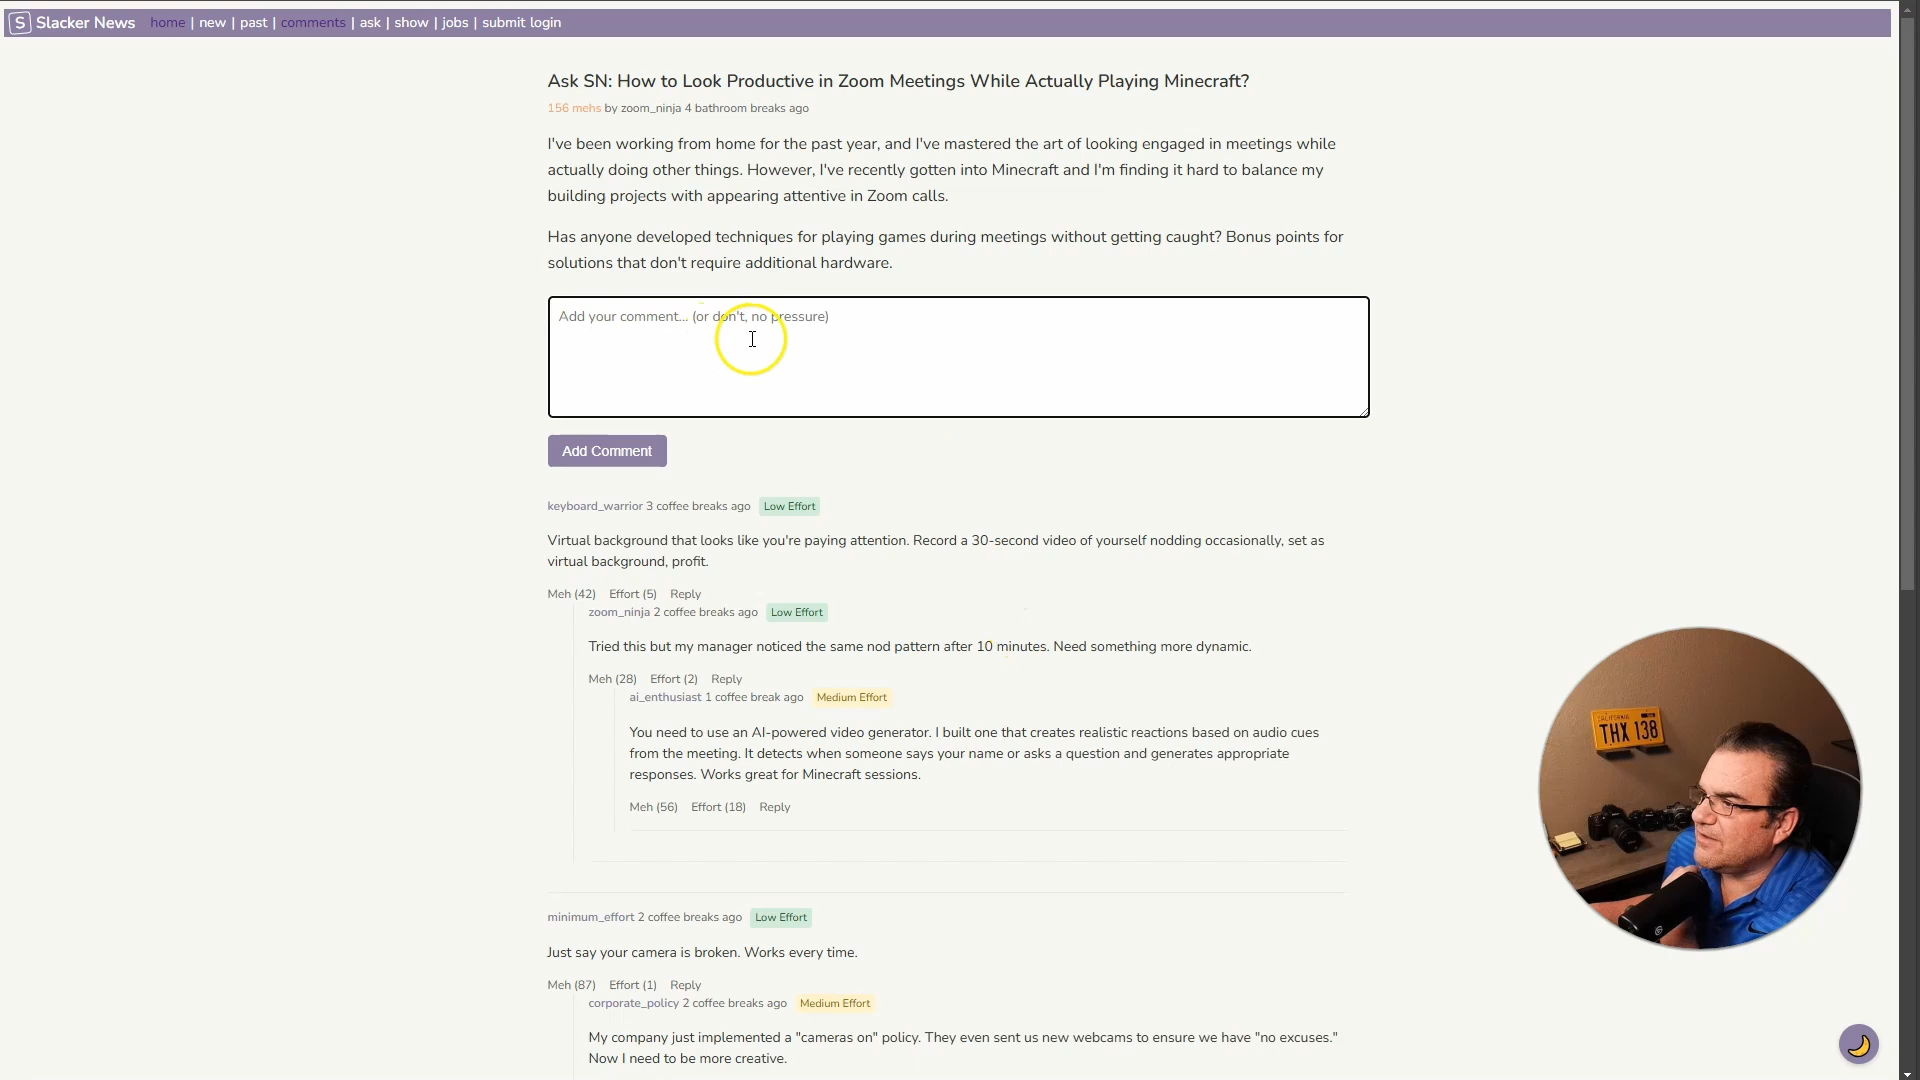 S Slacker News home | new | past | comments | ask | show | jobs | submit login
Ask SN: How to Look Productive in Zoom Meetings While Actually Playing Minecraft?
156 mehs by zoom_ninja 4 bathroom breaks ago
I've been working from home for the past year, and I've mastered the art of looking engaged in meetings while
actually doing other things. However, I've recently gotten into Minecraft and I'm finding it hard to balance my
building projects with appearing attentive in Zoom calls.
Has anyone developed techniques for playing games during meetings without getting caught? Bonus points for
solutions that don't require additional hardware.
Add your comment... (or don't, no pressure)
Add Comment
keyboard_warrior 3 coffee breaks ago Low Effort
Virtual background that looks like you're paying attention. Record a 30-second video of yourself nodding occasionally, set as
virtual background, profit.
Meh (42) Effort (5) Reply
zoom_ninja 2 coffee breaks ago Low Effort
Tried this but my manager noticed the same nod pattern after 10 minutes. Need something more dynamic.
Meh (28) Effort (2) Reply
ai_enthusiast 1 coffee break ago Medium Effort
You need to use an AI-powered video generator. I built one that creates realistic reactions based on audio cues
from the meeting. It detects when someone says your name or asks a question and generates appropriate
responses. Works great for Minecraft sessions.
Meh (56) Effort (18) Reply
CALIFORNIA
THX 138
minimum_effort 2 coffee breaks ago Low Effort
Just say your camera is broken. Works every time.
Meh (87) Effort (1) Reply
corporate_policy 2 coffee breaks ago Medium Effort
My company just implemented a "cameras on" policy. They even sent us new webcams to ensure we have "no excuses."
Now I need to be more creative.